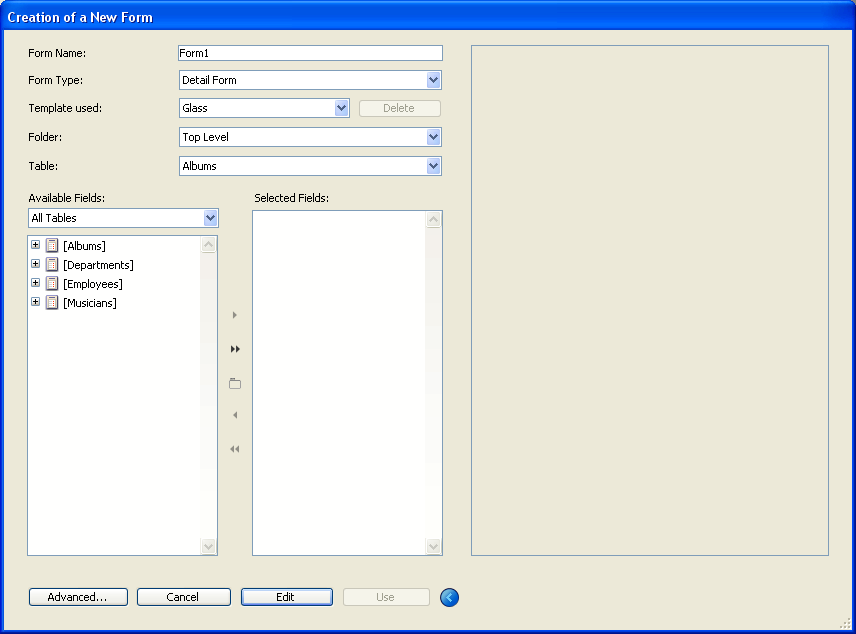 Creation of a New Form
Form Name: Form1
Form Type: Detail Form
Template used: Glass Delete
Folder: Top Level
Table: Albums
Available Fields: Selected Fields:
All Tables
[Albums]
[Departments]
[Employees]
[Musicians]
Advanced... Cancel Edit Use